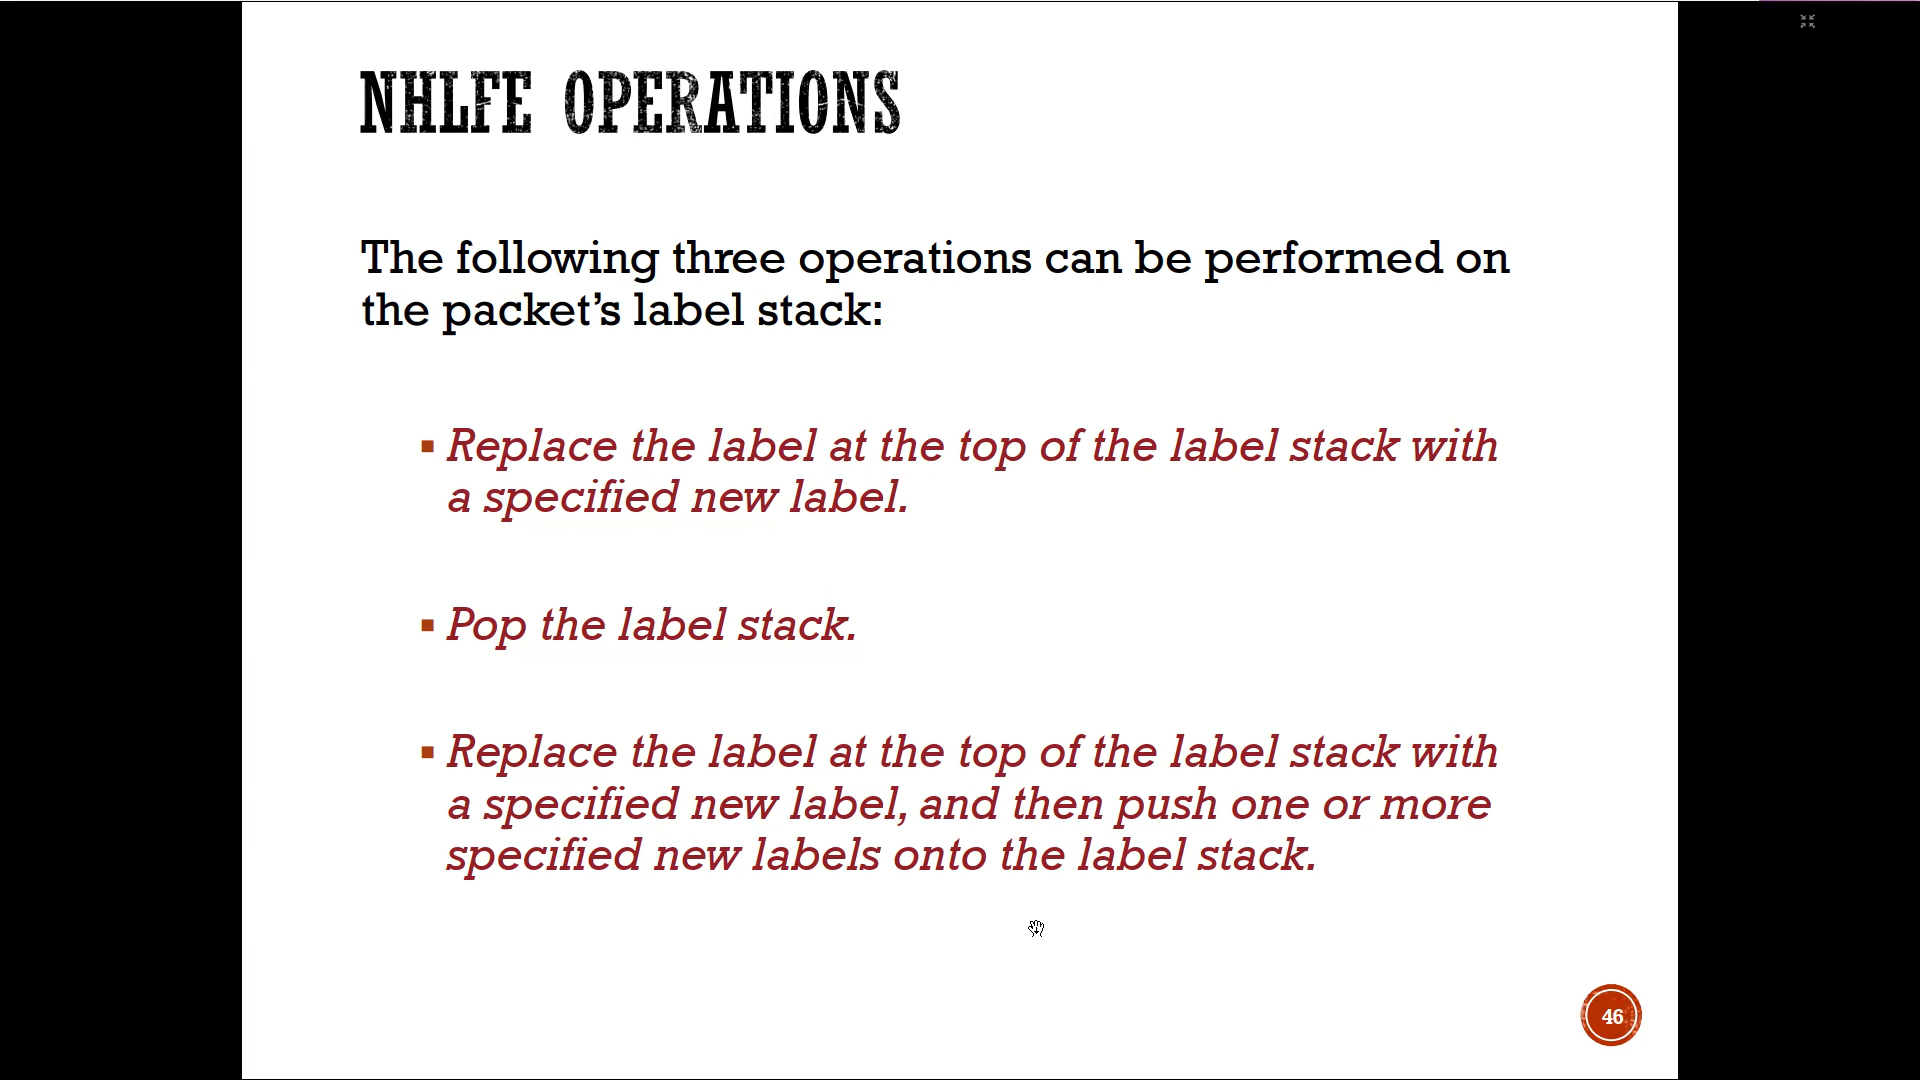 NHLFE OPERATIONS
The following three operations can be performed on
the packet’s label stack:
▪ Replace the label at the top of the label stack with
a specified new label.
▪ Pop the label stack.
▪ Replace the label at the top of the label stack with
a specified new label, and then push one or more
specified new labels onto the label stack.
46